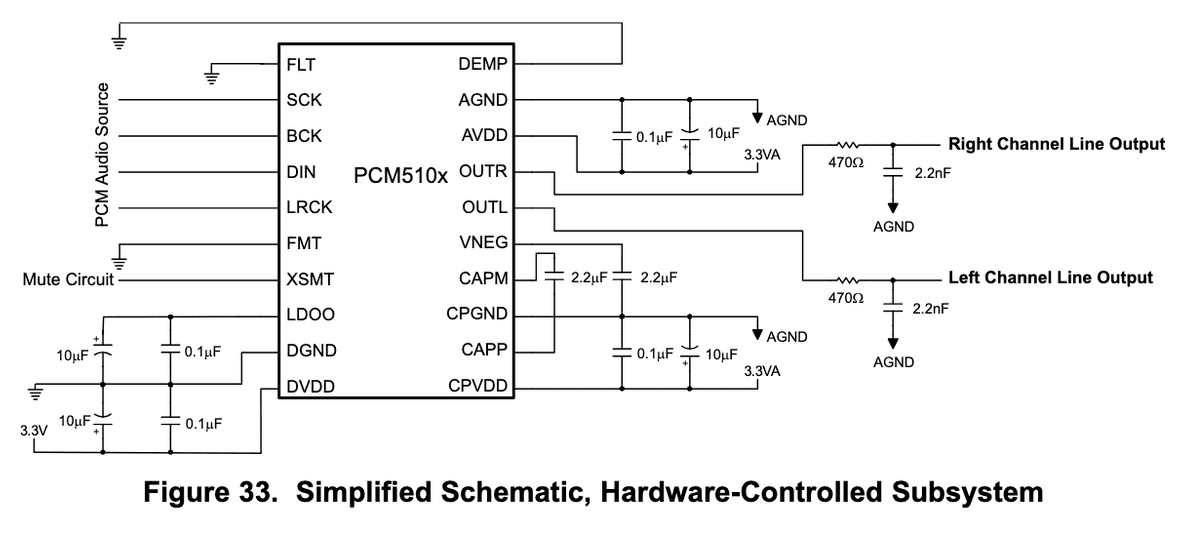 FLT
SCK
BCK
DIN
LRCK
FMT
XSMT
LDOO
DGND
DVDD
PCM510x
DEMP
AGND
AVDD
OUTR
OUTL
VNEG
CAPM
CPGND
CAPP
CPVDD
PCM Audio Source
Mute Circuit
10µF
0.1µF
10µF
0.1µF
3.3V
0.1µF
10µF
AGND
3.3VA
470Ω
2.2nF
AGND
Right Channel Line Output
2.2µF
2.2µF
470Ω
2.2nF
AGND
Left Channel Line Output
0.1µF
10µF
AGND
3.3VA
Figure 33. Simplified Schematic, Hardware-Controlled Subsystem